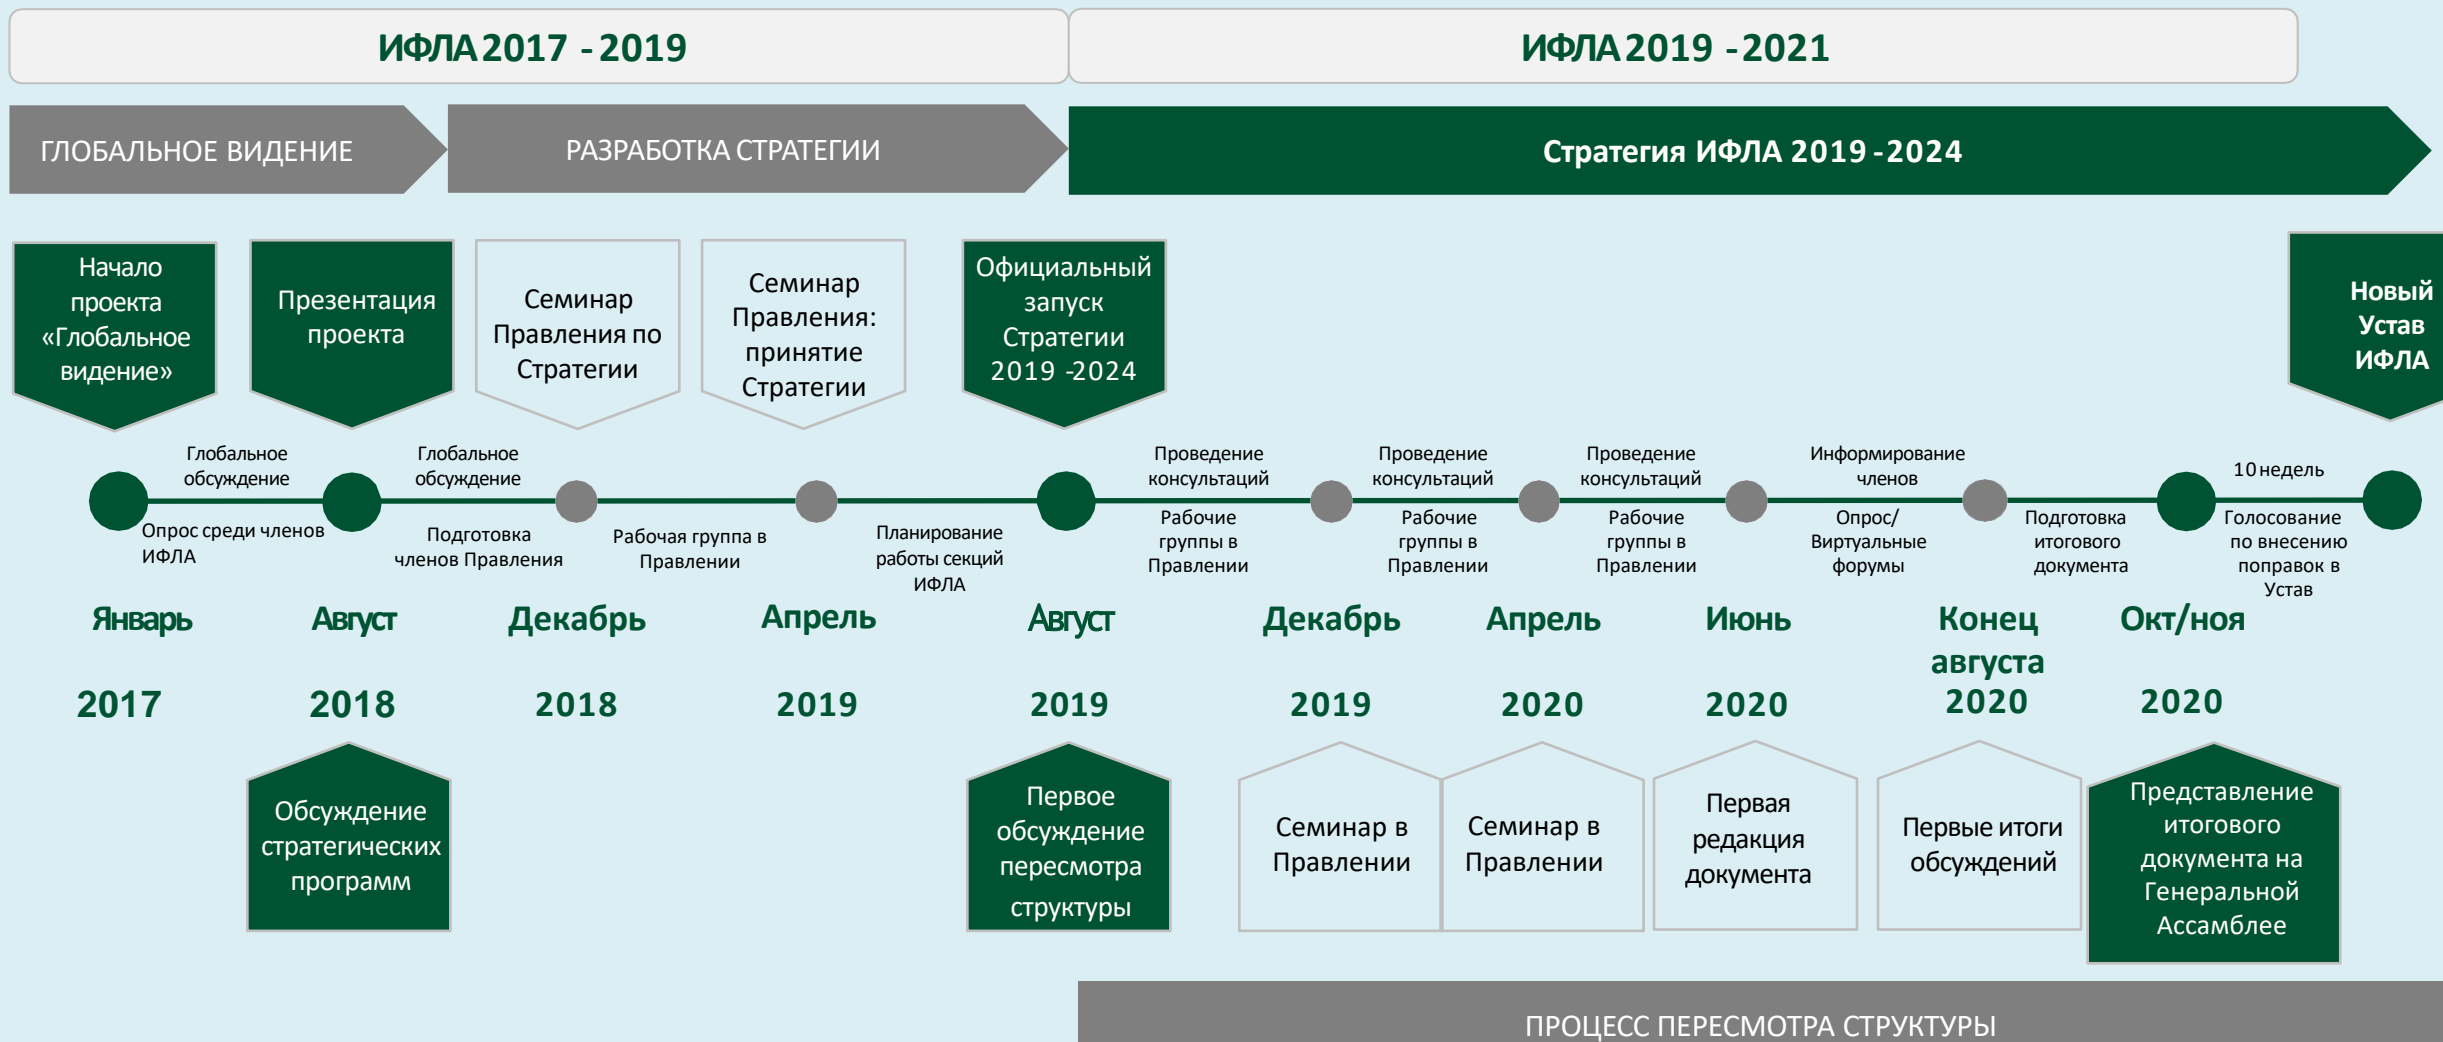 ИФЛА 2017 - 2019
ИФЛА 2019 - 2021
ГЛОБАЛЬНОЕ ВИДЕНИЕ
РАЗРАБОТКА СТРАТЕГИИ
Стратегия ИФЛА 2019 - 2024
Начало
проекта
«Глобальное
видение»
Презентация
проекта
Семинар
Правления по
Стратегии
Семинар
Правления:
принятие
Стратегии
Официальный
запуск
Стратегии
2019 -2024
Новый
Устав
ИФЛА
Глобальное
обсуждение
Глобальное
обсуждение
Проведение
консультаций
Проведение
консультаций
Проведение
консультаций
Информирование
членов
10 недель
Опрос среди членов
ИФЛА
Подготовка
членов Правления
Рабочая группа в
Правлении
Планирование
работы секций
ИФЛА
Рабочие
группы в
Правлении
Рабочие
группы в
Правлении
Рабочие
группы в
Правлении
Опрос/
Виртуальные
форумы
Подготовка
итогового
документа
Голосование
по внесению
поправок в
Устав
Январь
2017
Август
2018
Декабрь
2018
Апрель
2019
Август
2019
Декабрь
2019
Апрель
2020
Июнь
2020
Конец
августа
2020
Окт/ноя
2020
Обсуждение
стратегических
программ
Первое
обсуждение
пересмотра
структуры
Семинар в
Правлении
Семинар в
Правлении
Первая
редакция
документа
Первые итоги
обсуждений
Представление
итогового
документа на
Генеральной
Ассамблее
ПРОЦЕСС ПЕРЕСМОТРА СТРУКТУРЫ